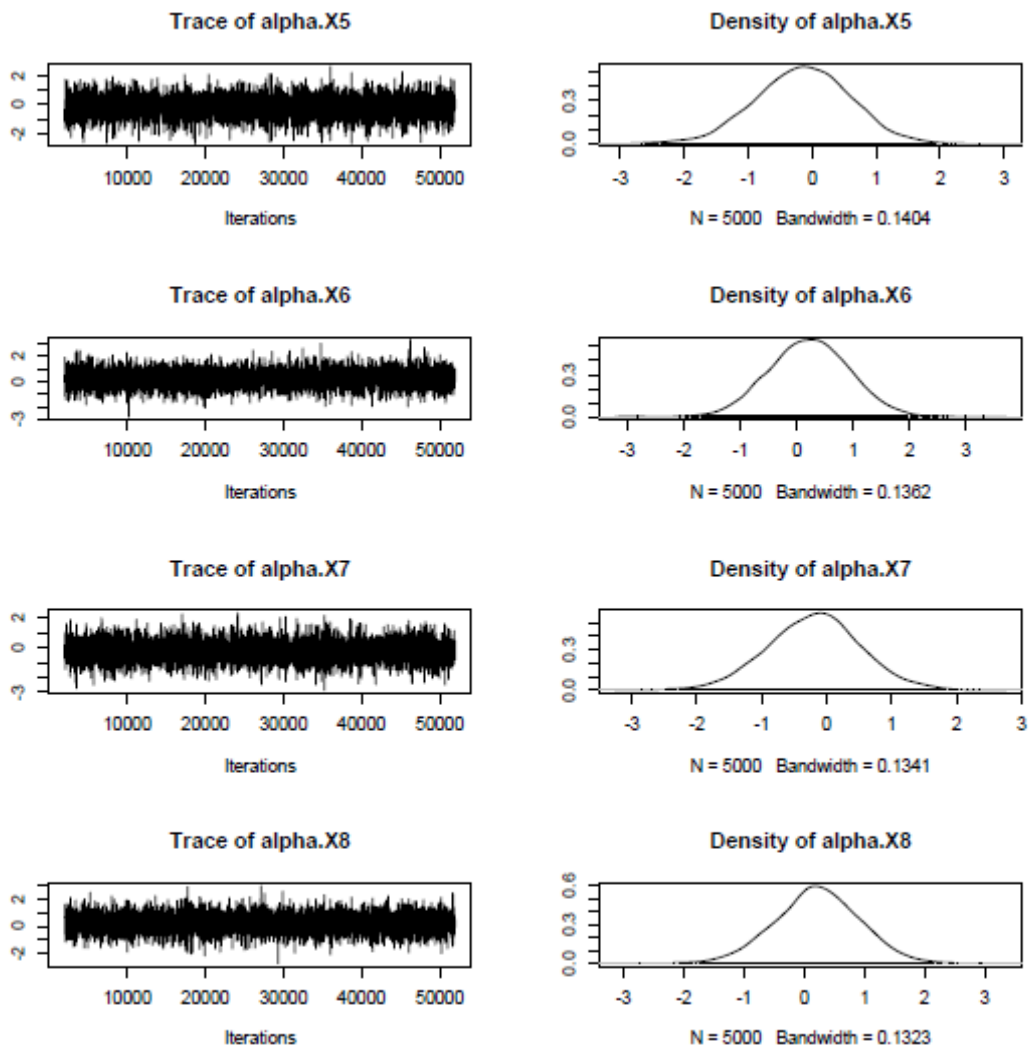 Trace of alpha.X5 Density of alpha.X5
2
0
-2
0.3
0.0
10000 20000 30000 40000 50000 -3 -2 -1 0 1 2 3
Iterations N = 5000 Bandwidth = 0.1404
Trace of alpha.X6 Density of alpha.X6
2
0
-3
0.3
0.0
10000 20000 30000 40000 50000 -3 -2 -1 0 1 2 3
Iterations N = 5000 Bandwidth = 0.1362
Trace of alpha.X7 Density of alpha.X7
2
0
-3
0.3
0.0
10000 20000 30000 40000 50000 -3 -2 -1 0 1 2 3
Iterations N = 5000 Bandwidth = 0.1341
Trace of alpha.X8 Density of alpha.X8
2
0
-2
0.6
0.3
0.0
10000 20000 30000 40000 50000 -3 -2 -1 0 1 2 3
Iterations N = 5000 Bandwidth = 0.1323